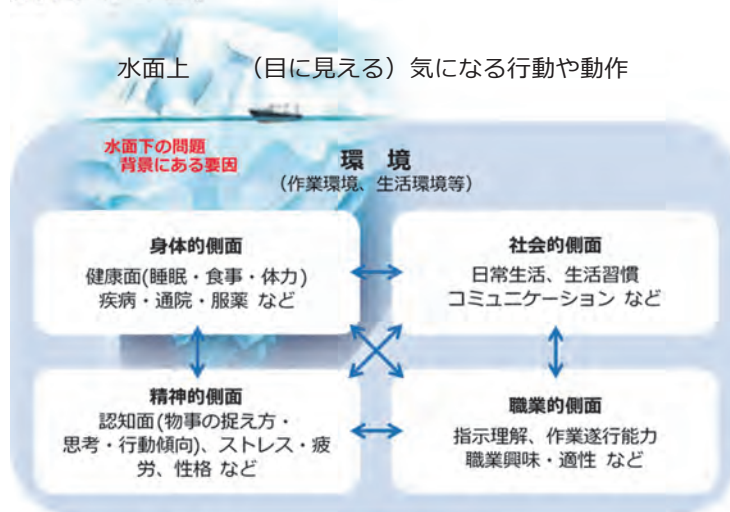 水面上　（目に見える）気になる行動や動作
水面下の問題
背景にある要因
環　境
（作業環境、生活環境等）
身体的側面
健康面(睡眠・食事・体力)
疾病・通院・服薬 など
社会的側面
日常生活、生活習慣
コミュニケーション など
精神的側面
認知面(物事の捉え方・
思考・行動傾向)、ストレス・疲
労、性格 など
職業的側面
指示理解、作業遂行能力
職業興味・適性 など